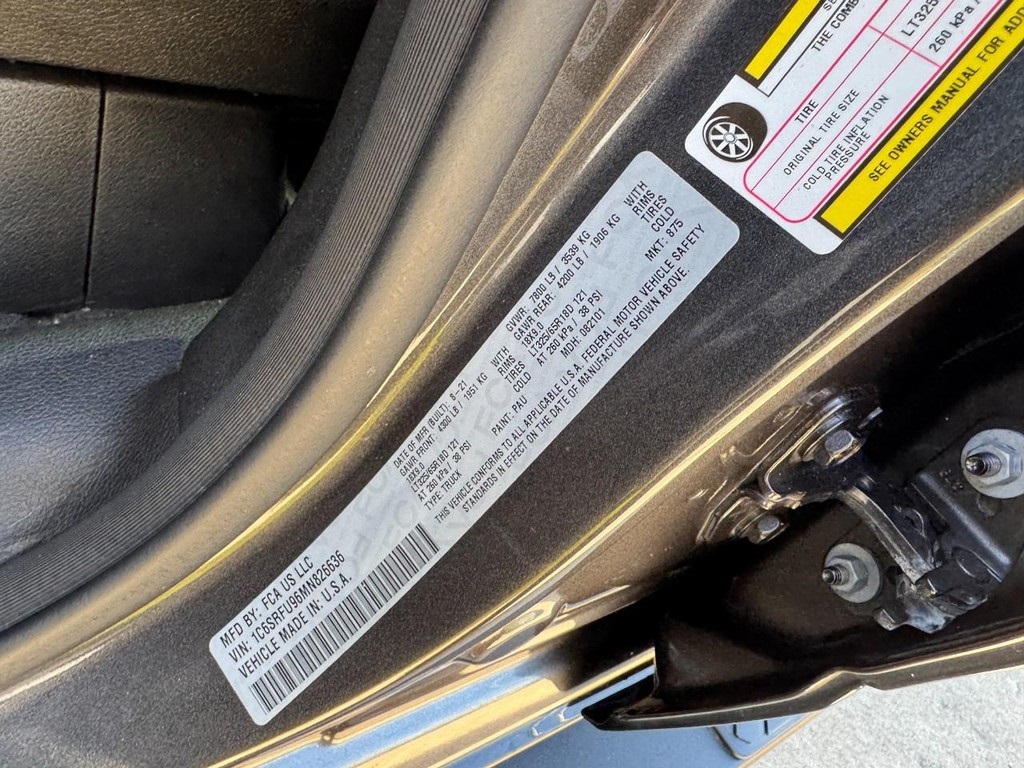 MFD BY: FCA US LLC
VIN: 1C6SRFU96MN826636
VEHICLE MADE IN: U.S.A.
DATE OF MFR (BUILT): 8-21 GVWR: 7800 LB / 3539 KG
GAWR FRONT: 4300 LB / 1951 KG WITH GAWR REAR: 4200 LB / 1906 KG WITH
18X9.0 RIMS 18X9.0 RIMS
LT325/65R18D 121 TIRES LT325/65R18D 121 TIRES
AT 260 kPa / 38 PSI COLD AT 260 kPa / 38 PSI COLD
TYPE: TRUCK PAINT: PAU MDH: 082101 MKT: 875
THIS VEHICLE CONFORMS TO ALL APPLICABLE U.S.A. FEDERAL MOTOR VEHICLE SAFETY
STANDARDS IN EFFECT ON THE DATE OF MANUFACTURE SHOWN ABOVE.
THE COMB
TIRE
ORIGINAL TIRE SIZE LT325
COLD TIRE INFLATION PRESSURE 260 kPa/
SEE OWNERS MANUAL FOR ADD